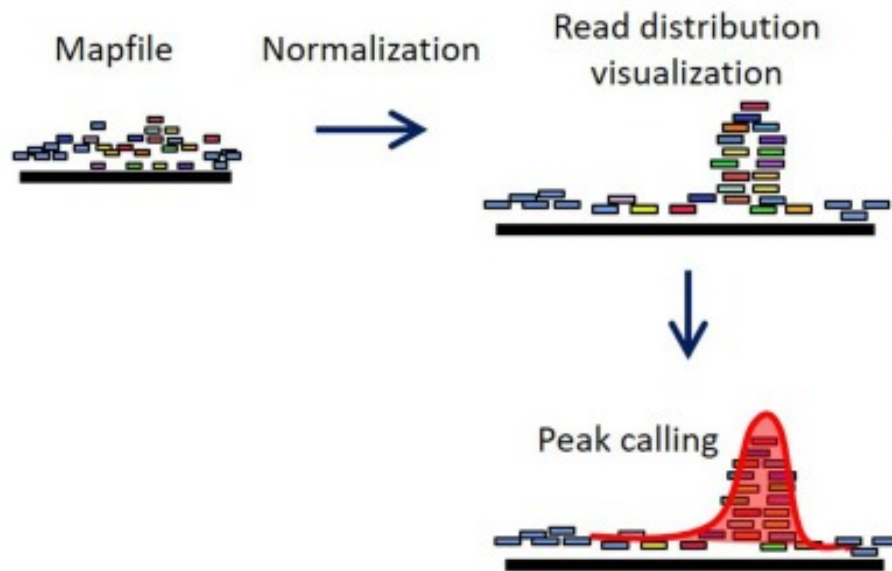 Mapfile
Normalization
Read distribution
visualization
Peak calling